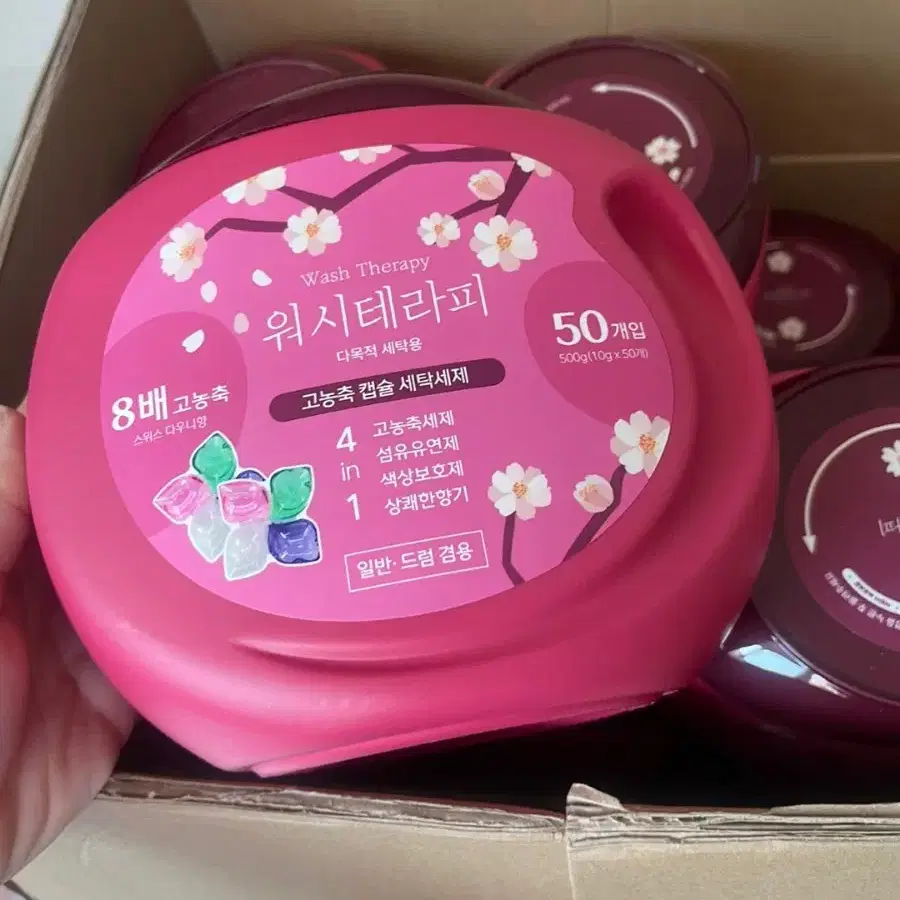 Wash Therapy
워시테라피
다목적 세탁용
고농축 캡슐 세탁세제
8배 고농축
스위스 다우니향
50개입
500g(10g x 50개)
4 in 1
고농축세제
섬유유연제
색상보호제
상쾌한향기
일반·드럼 겸용